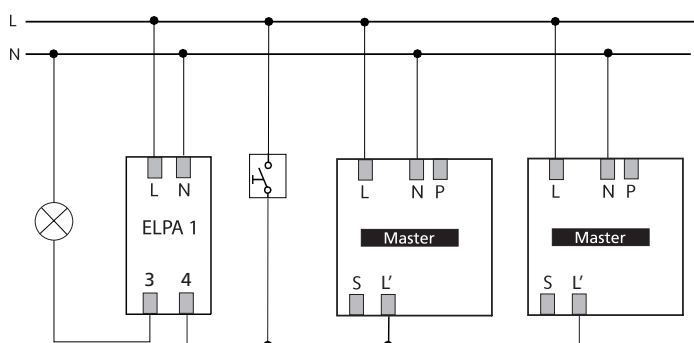 L
N
L N
ELPA 1
3 4
L N P
Master
S L'
L N P
Master
S L'